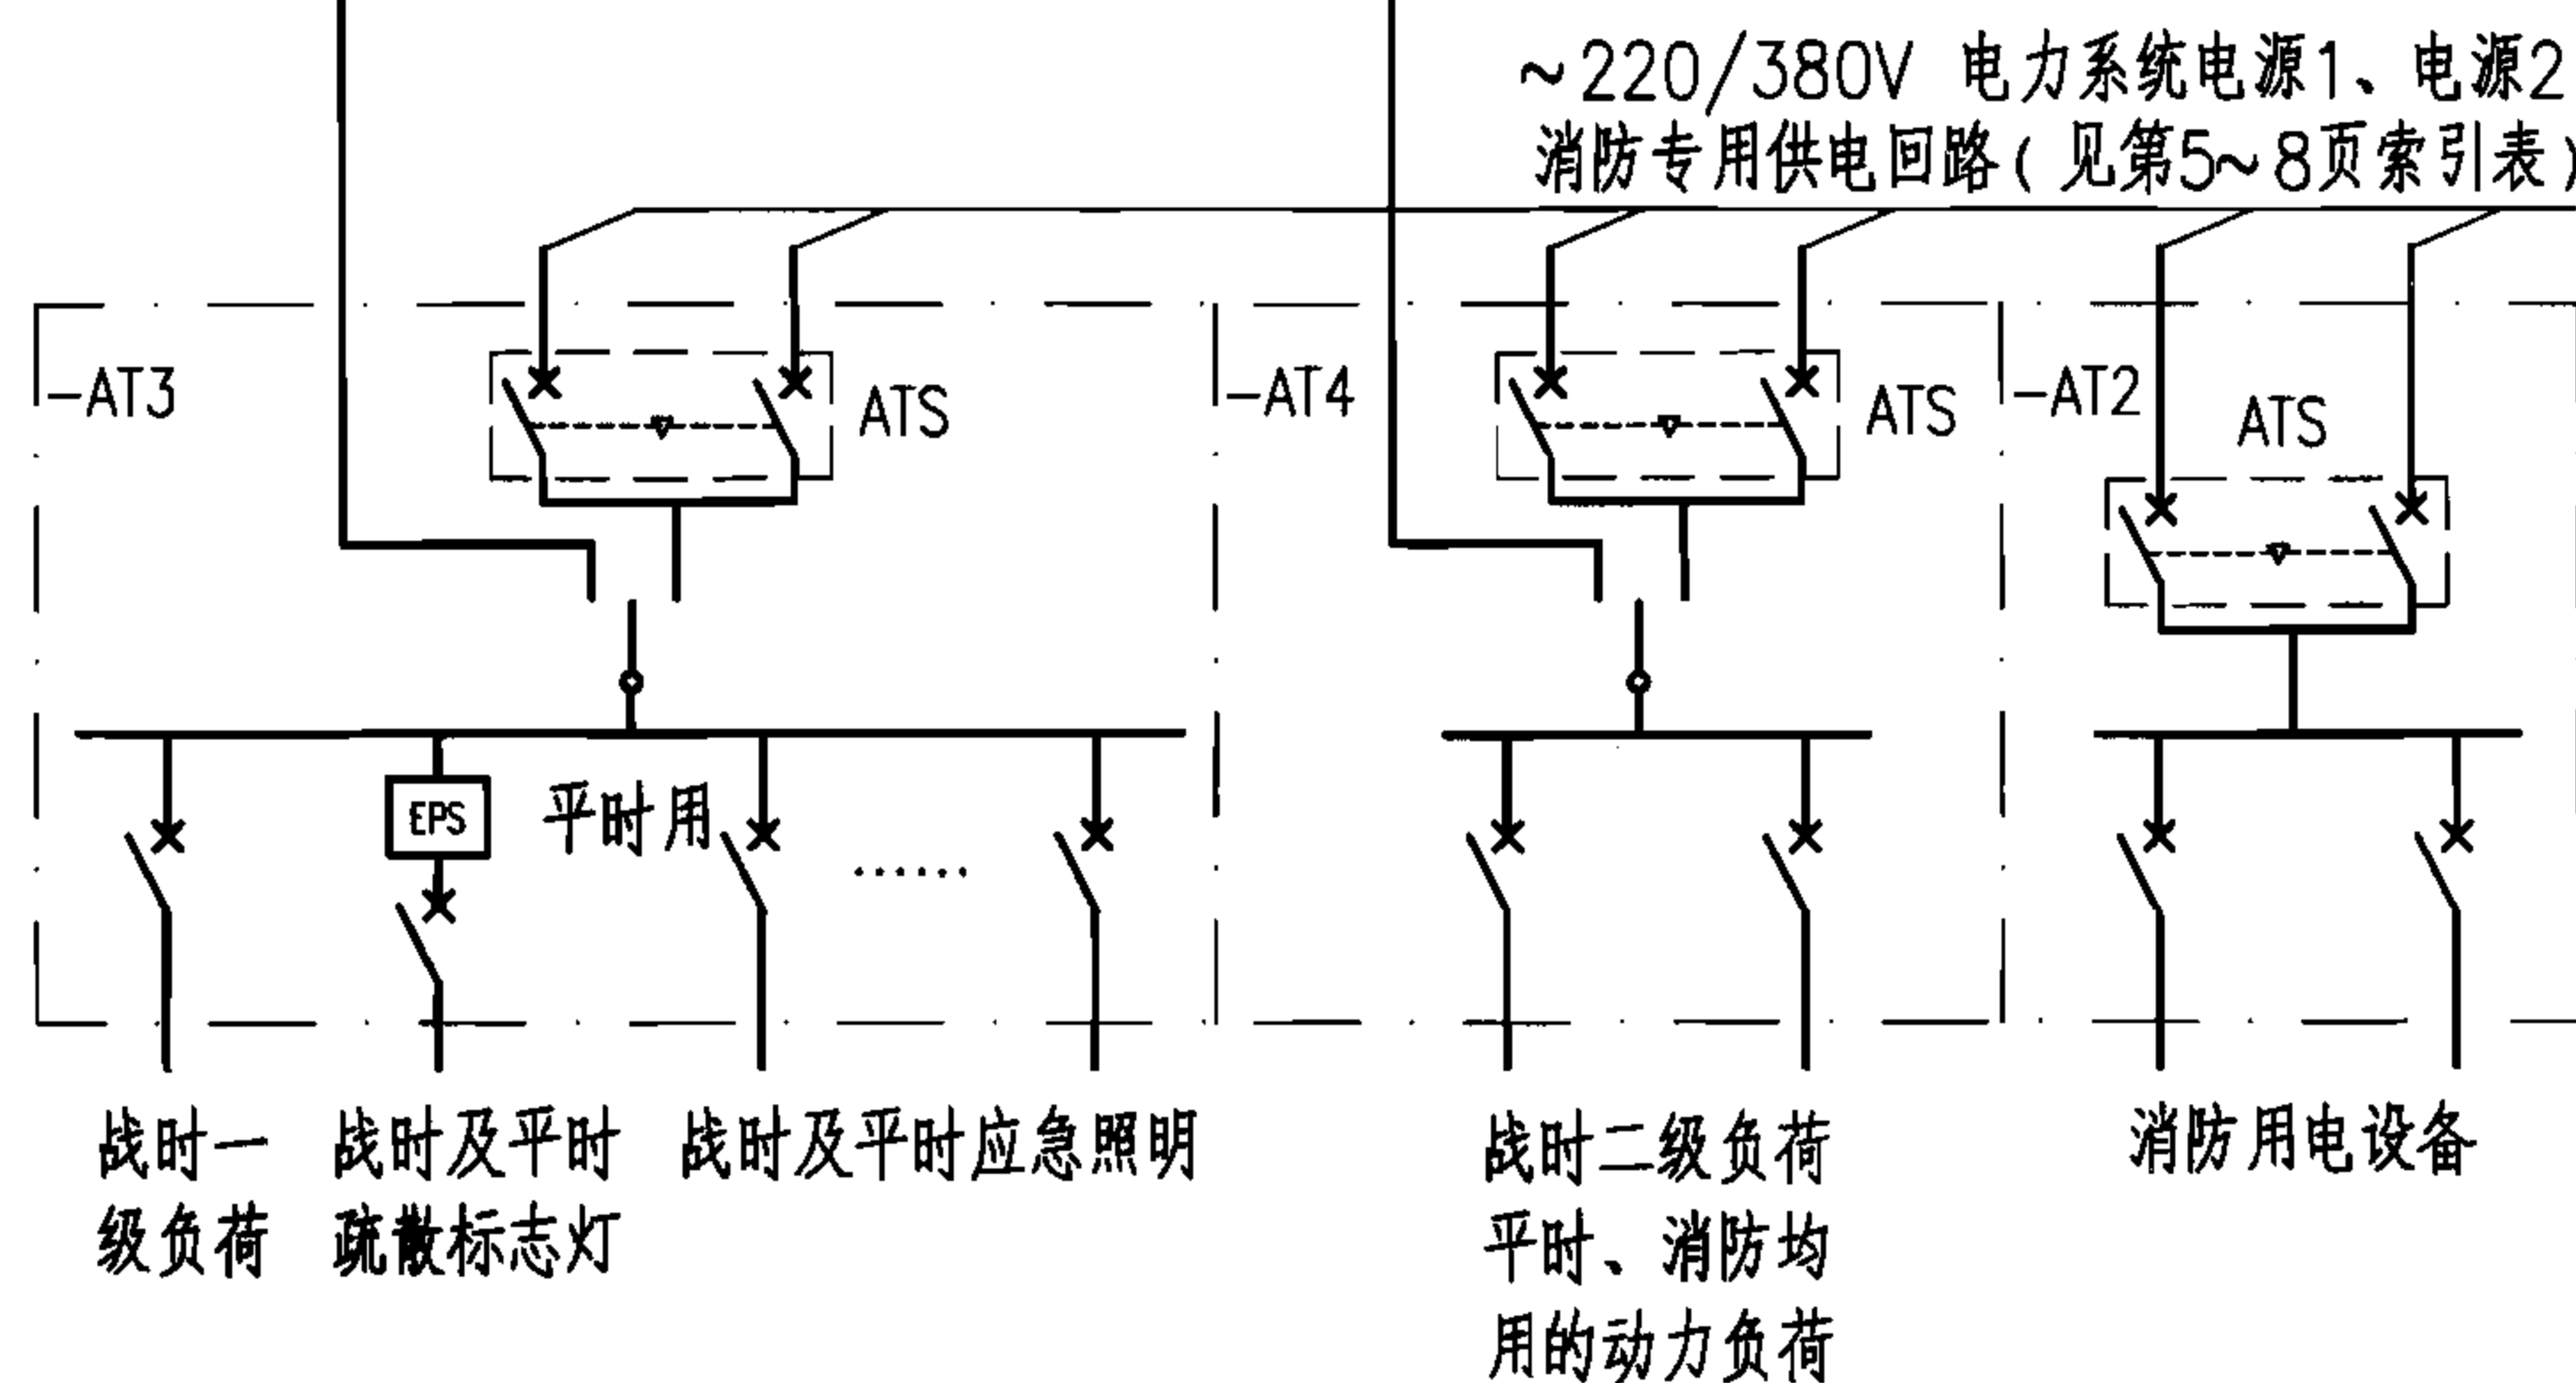 ~220/380V 电力系统电源1、电源2
消防专用供电回路(见第5~8页索引表)
-AT3
ATS
-AT4
ATS
-AT2
ATS
EPS
平时用
战时一
级负荷
战时及平时
疏散标志灯
战时及平时应急照明
战时二级负荷
平时、消防均
用的动力负荷
消防用电设备